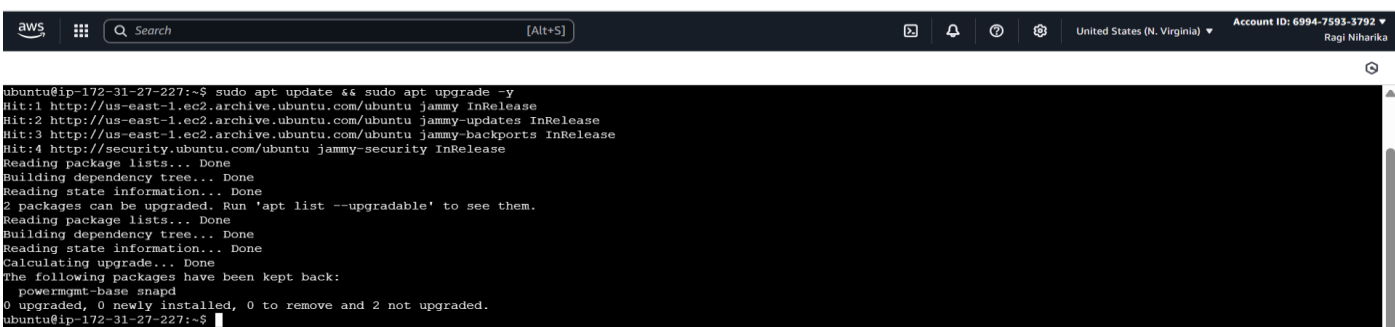 aws
Search [Alt+S]
United States (N. Virginia) ▼
Account ID: 6994-7593-3792 ▼
Ragi Niharika
ubuntu@ip-172-31-27-227:~$ sudo apt update && sudo apt upgrade -y
Hit:1 http://us-east-1.ec2.archive.ubuntu.com/ubuntu jammy InRelease
Hit:2 http://us-east-1.ec2.archive.ubuntu.com/ubuntu jammy-updates InRelease
Hit:3 http://us-east-1.ec2.archive.ubuntu.com/ubuntu jammy-backports InRelease
Hit:4 http://security.ubuntu.com/ubuntu jammy-security InRelease
Reading package lists... Done
Building dependency tree... Done
Reading state information... Done
2 packages can be upgraded. Run 'apt list --upgradable' to see them.
Reading package lists... Done
Building dependency tree... Done
Reading state information... Done
Calculating upgrade... Done
The following packages have been kept back:
  powermgmt-base snapd
0 upgraded, 0 newly installed, 0 to remove and 2 not upgraded.
ubuntu@ip-172-31-27-227:~$